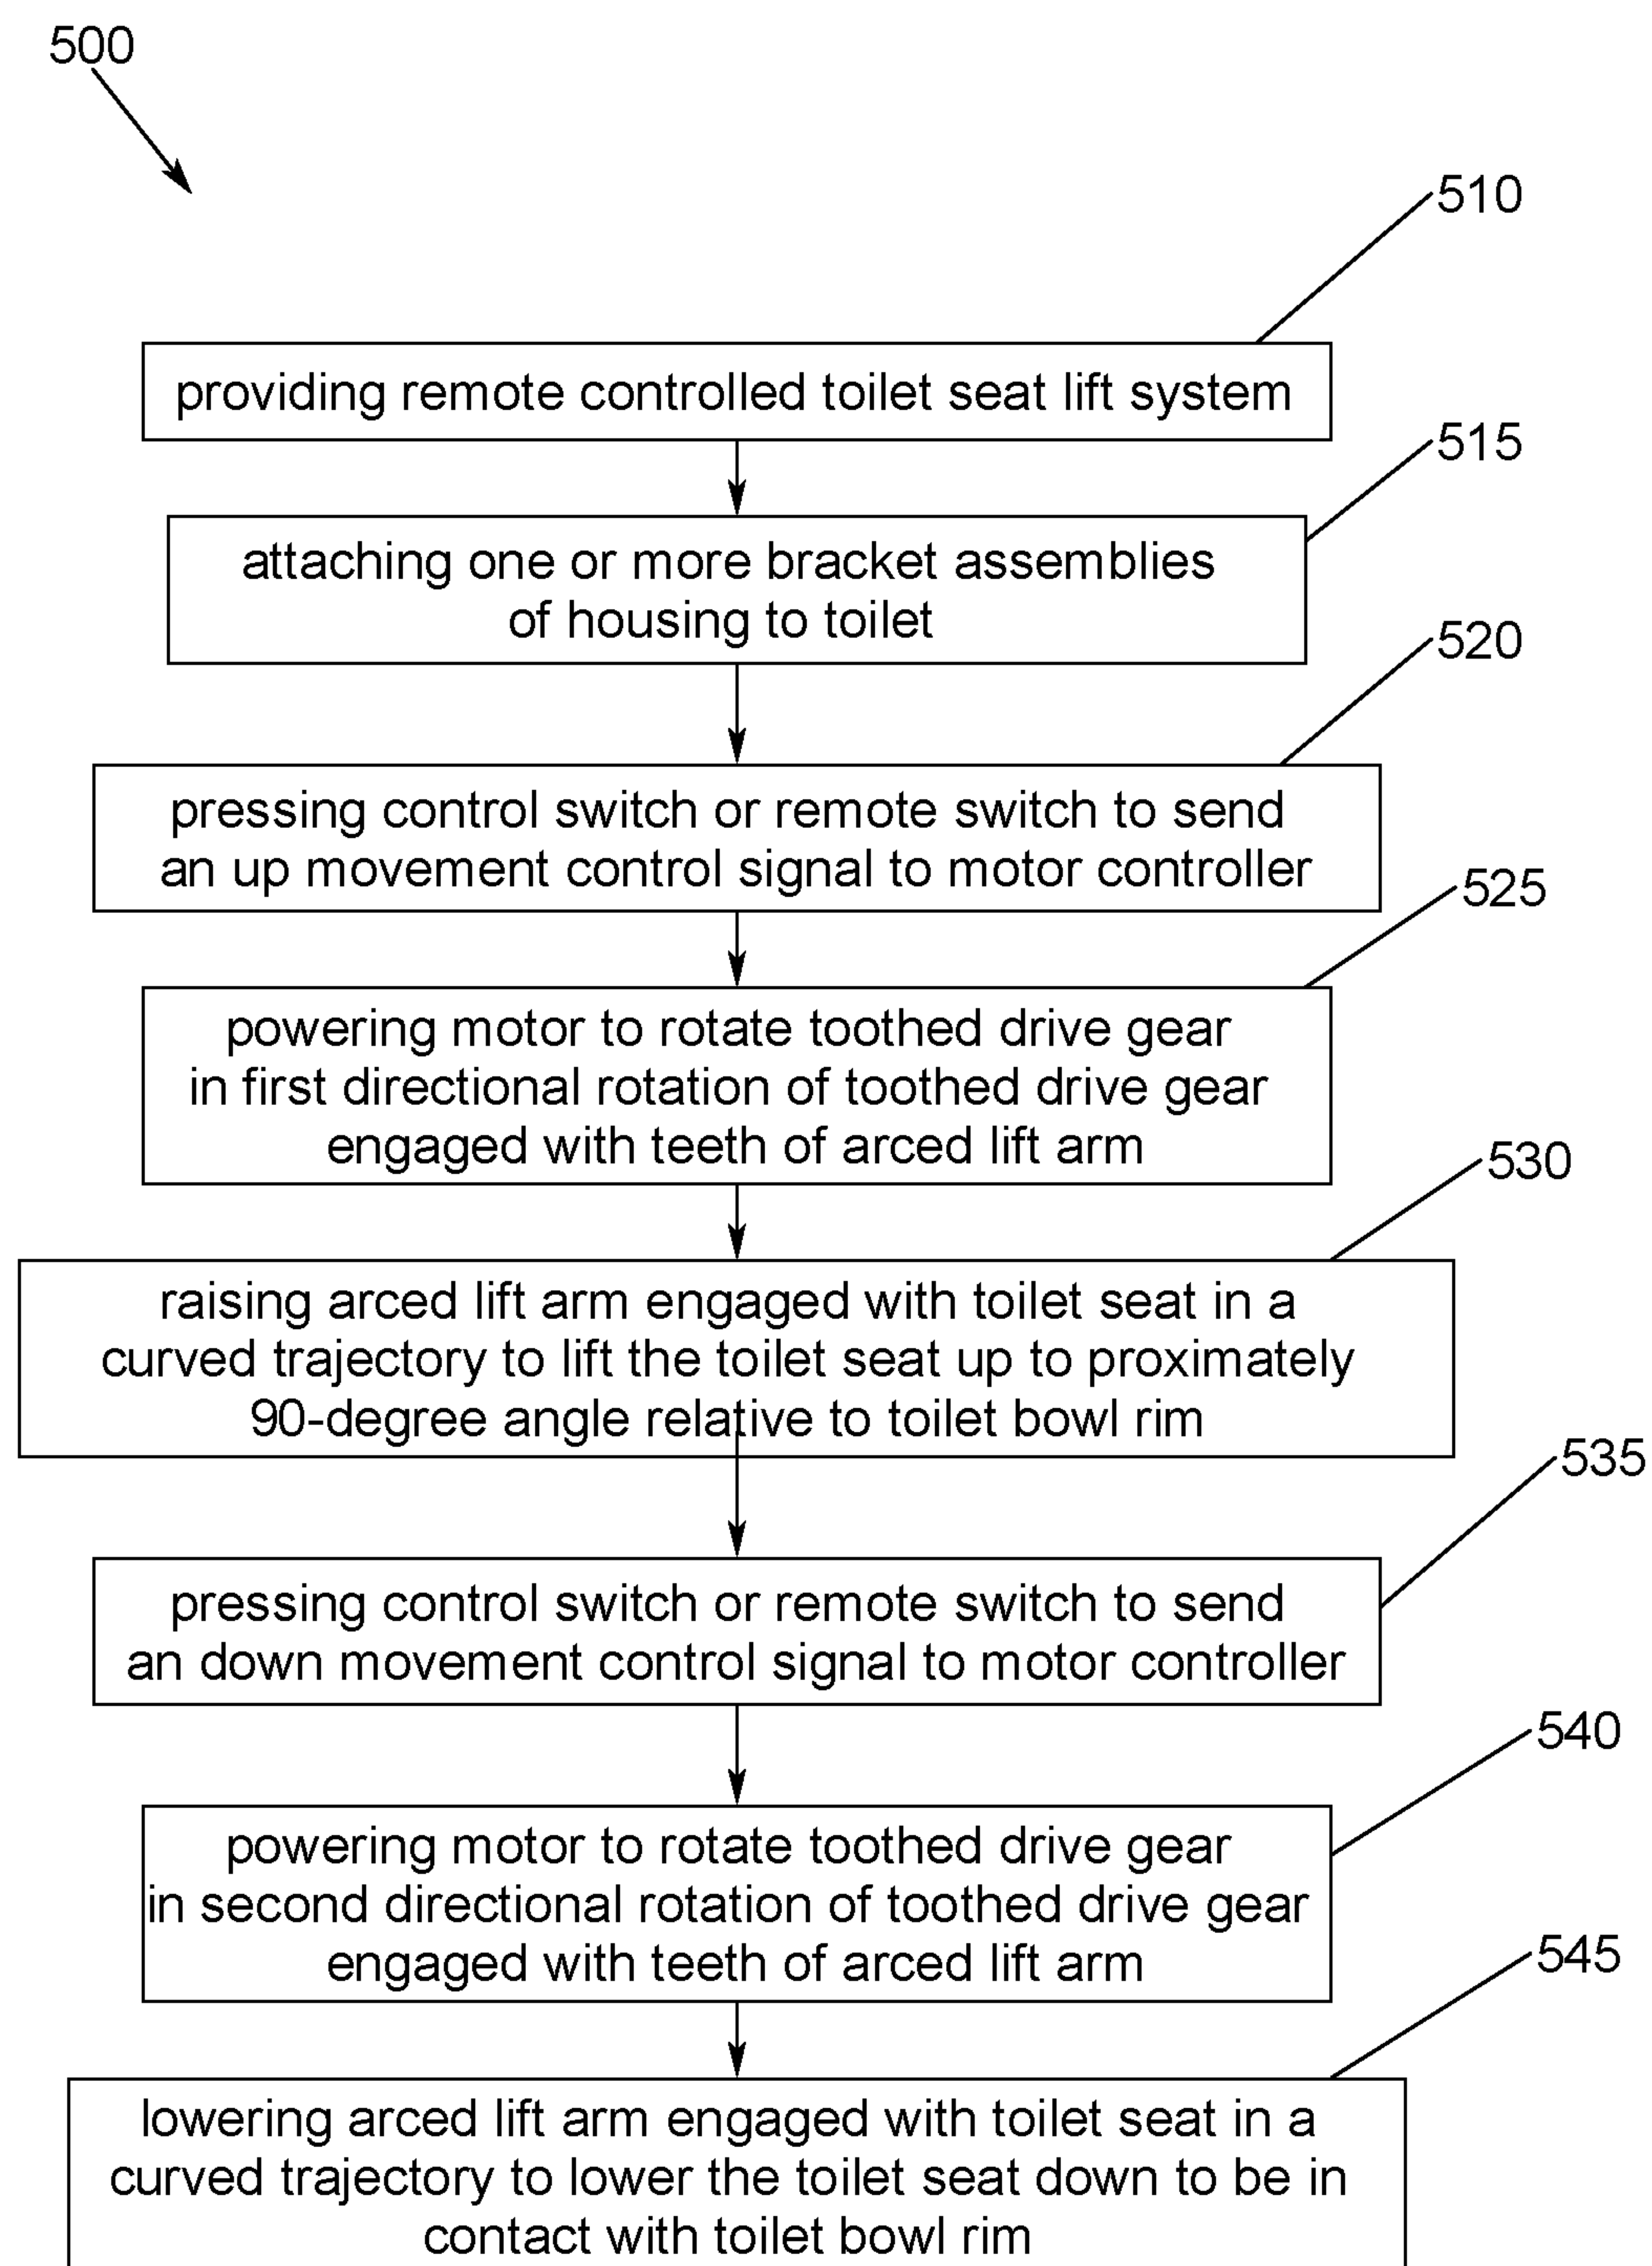 500
510
providing remote controlled toilet seat lift system
515
attaching one or more bracket assemblies
of housing to toilet
520
pressing control switch or remote switch to send
an up movement control signal to motor controller
525
powering motor to rotate toothed drive gear
in first directional rotation of toothed drive gear
engaged with teeth of arced lift arm
530
raising arced lift arm engaged with toilet seat in a
curved trajectory to lift the toilet seat up to proximately
90-degree angle relative to toilet bowl rim
535
pressing control switch or remote switch to send
an down movement control signal to motor controller
540
powering motor to rotate toothed drive gear
in second directional rotation of toothed drive gear
engaged with teeth of arced lift arm
545
lowering arced lift arm engaged with toilet seat in a
curved trajectory to lower the toilet seat down to be in
contact with toilet bowl rim